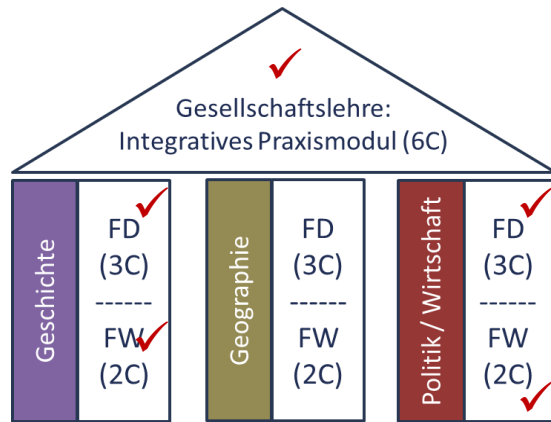 Gesellschaftslehre:
Integratives Praxismodul (6C)
Geschichte
FD
(3C)
------
FW
(2C)
Geographie
FD
(3C)
------
FW
(2C)
Politik / Wirtschaft
FD
(3C)
------
FW
(2C)